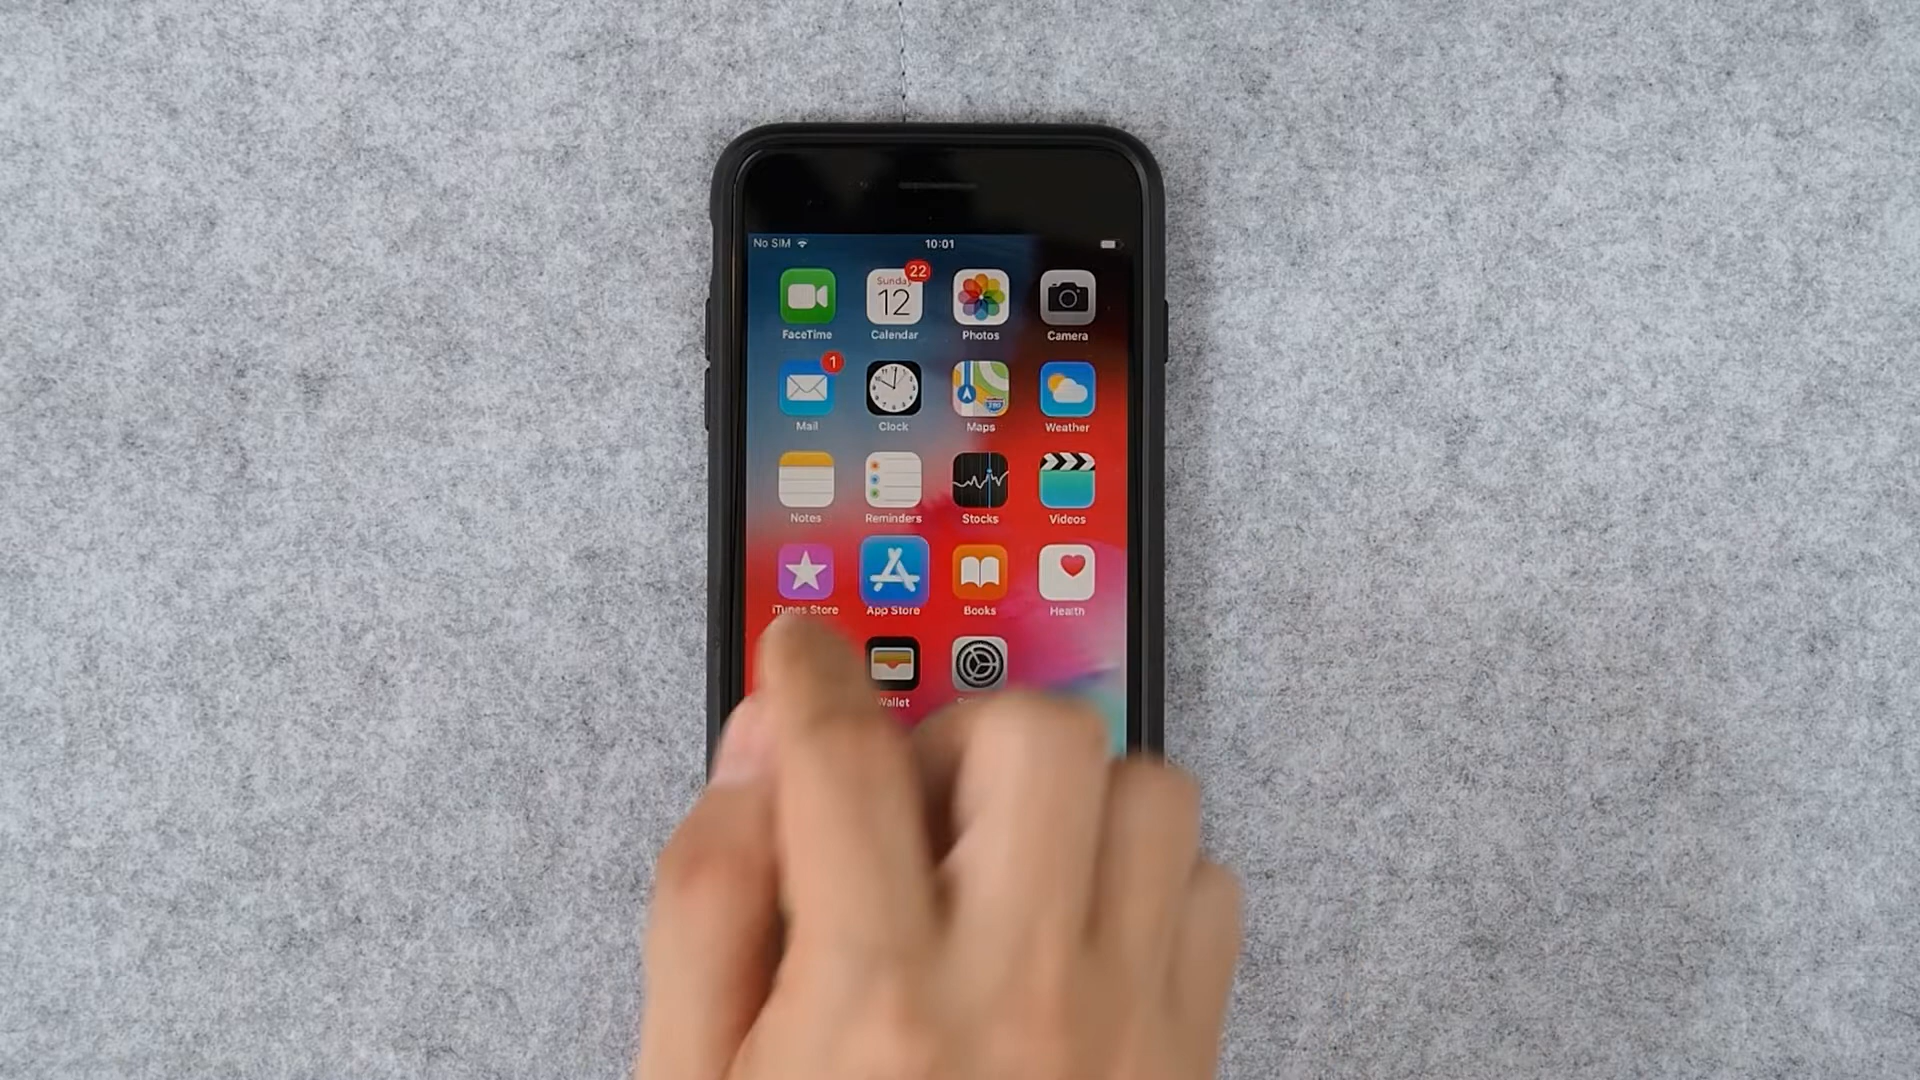 No SIM 10:01
22
Sunday
12
FaceTime Calendar Photos Camera
1
Mail Clock Maps Weather
280
Notes Reminders Stocks Videos
iTunes Store App Store Books Health
Wallet